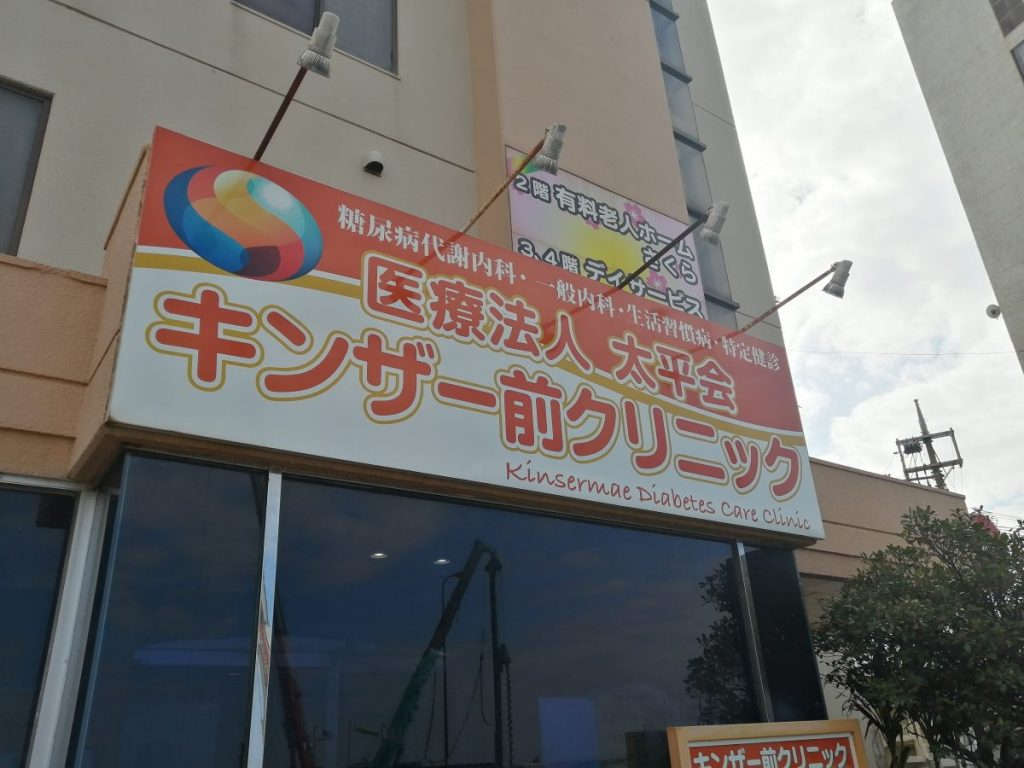 2階 有料老人ホーム
さくら
3、4階 デイサービス
糖尿病代謝内科・一般内科・生活習慣病・特定健診
医療法人 太平会
キンザー前クリニック
Kinsermae Diabetes Care Clinic
キンザー前クリニック